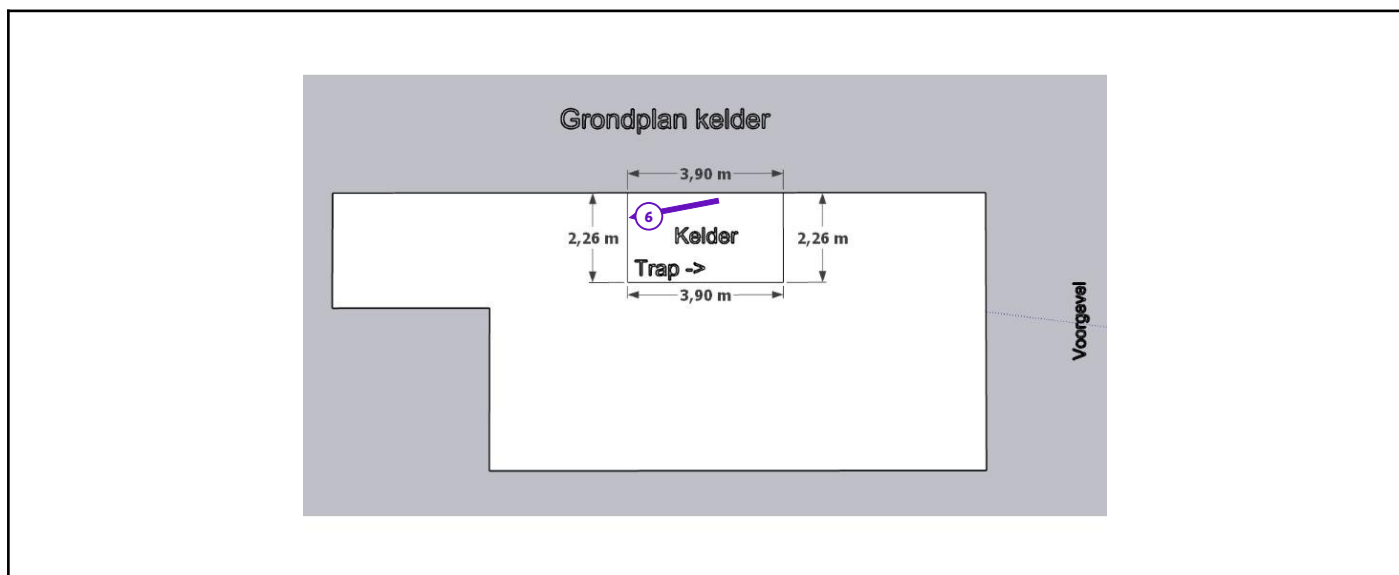 Grondplan kelder
3,90 m
6
2,26 m
Kelder
2,26 m
Trap ->
3,90 m
Voorgevel